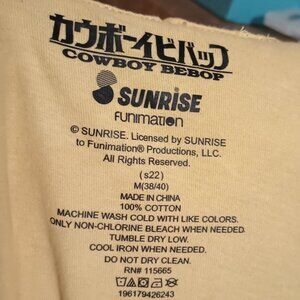 カウボーイビバップ
COWBOY BEBOP
SUNRISE
FUNIMATION
© SUNRISE. Licensed by SUNRISE
to Funimation® Productions, LLC.
All Rights Reserved.
(s22)
M(38/40)
MADE IN CHINA
100% COTTON
MACHINE WASH COLD WITH LIKE COLORS.
ONLY NON-CHLORINE BLEACH WHEN NEEDED.
TUMBLE DRY LOW.
COOL IRON WHEN NEEDED.
DO NOT DRY CLEAN.
RN# 115665
196179426243